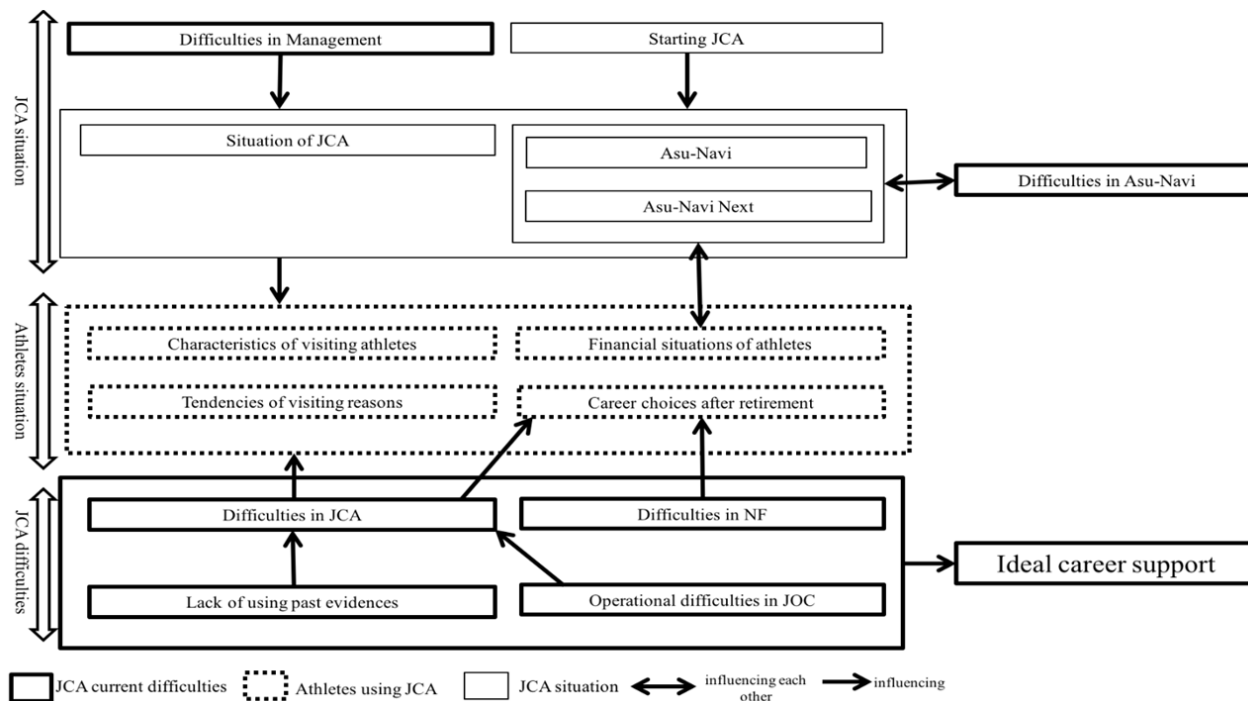 JCA situation
Difficulties in Management
Starting JCA
Situation of JCA
Asu-Navi
Asu-Navi Next
Difficulties in Asu-Navi
Athletes situation
Characteristics of visiting athletes
Financial situations of athletes
Tendencies of visiting reasons
Career choices after retirement
JCA difficulties
Difficulties in JCA
Difficulties in NF
Lack of using past evidences
Operational difficulties in JOC
Ideal career support
JCA current difficulties
Athletes using JCA
JCA situation
influencing each
other
influencing